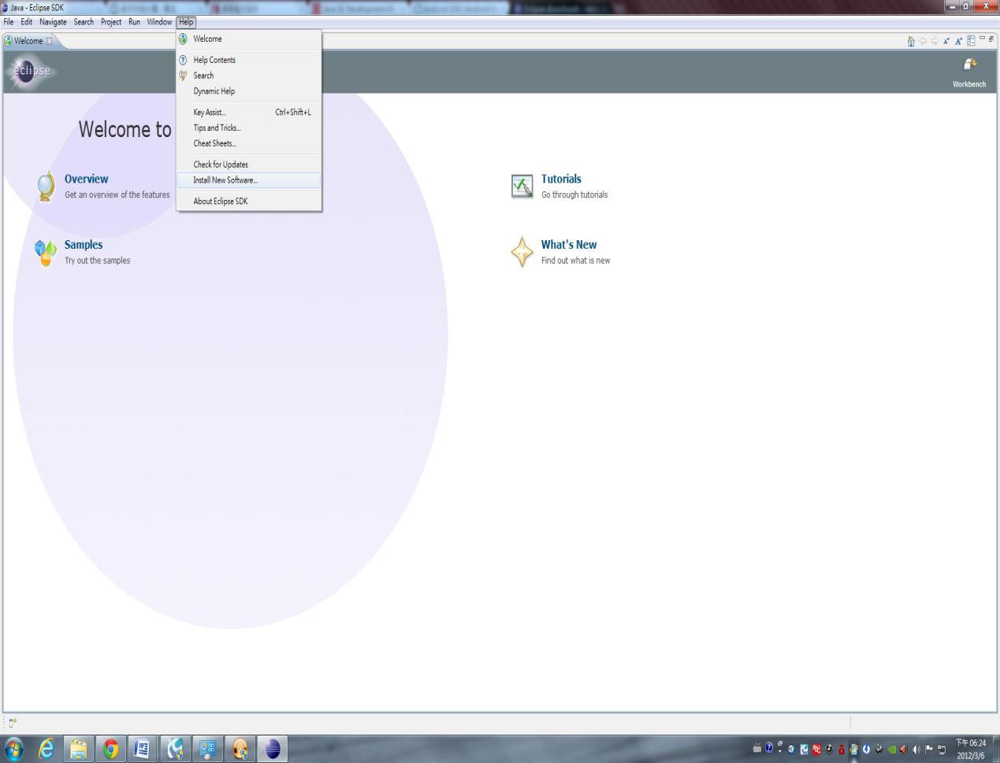 Java - Eclipse SDK
File Edit Navigate Search Project Run Window Help
Welcome
eclipse
Workbench
Welcome
Help Contents
Search
Dynamic Help
Key Assist... Ctrl+Shift+L
Tips and Tricks...
Cheat Sheets...
Check for Updates
Install New Software...
About Eclipse SDK
Welcome to
Overview
Get an overview of the features
Tutorials
Go through tutorials
Samples
Try out the samples
What's New
Find out what is new
下午 06:24
2012/3/6